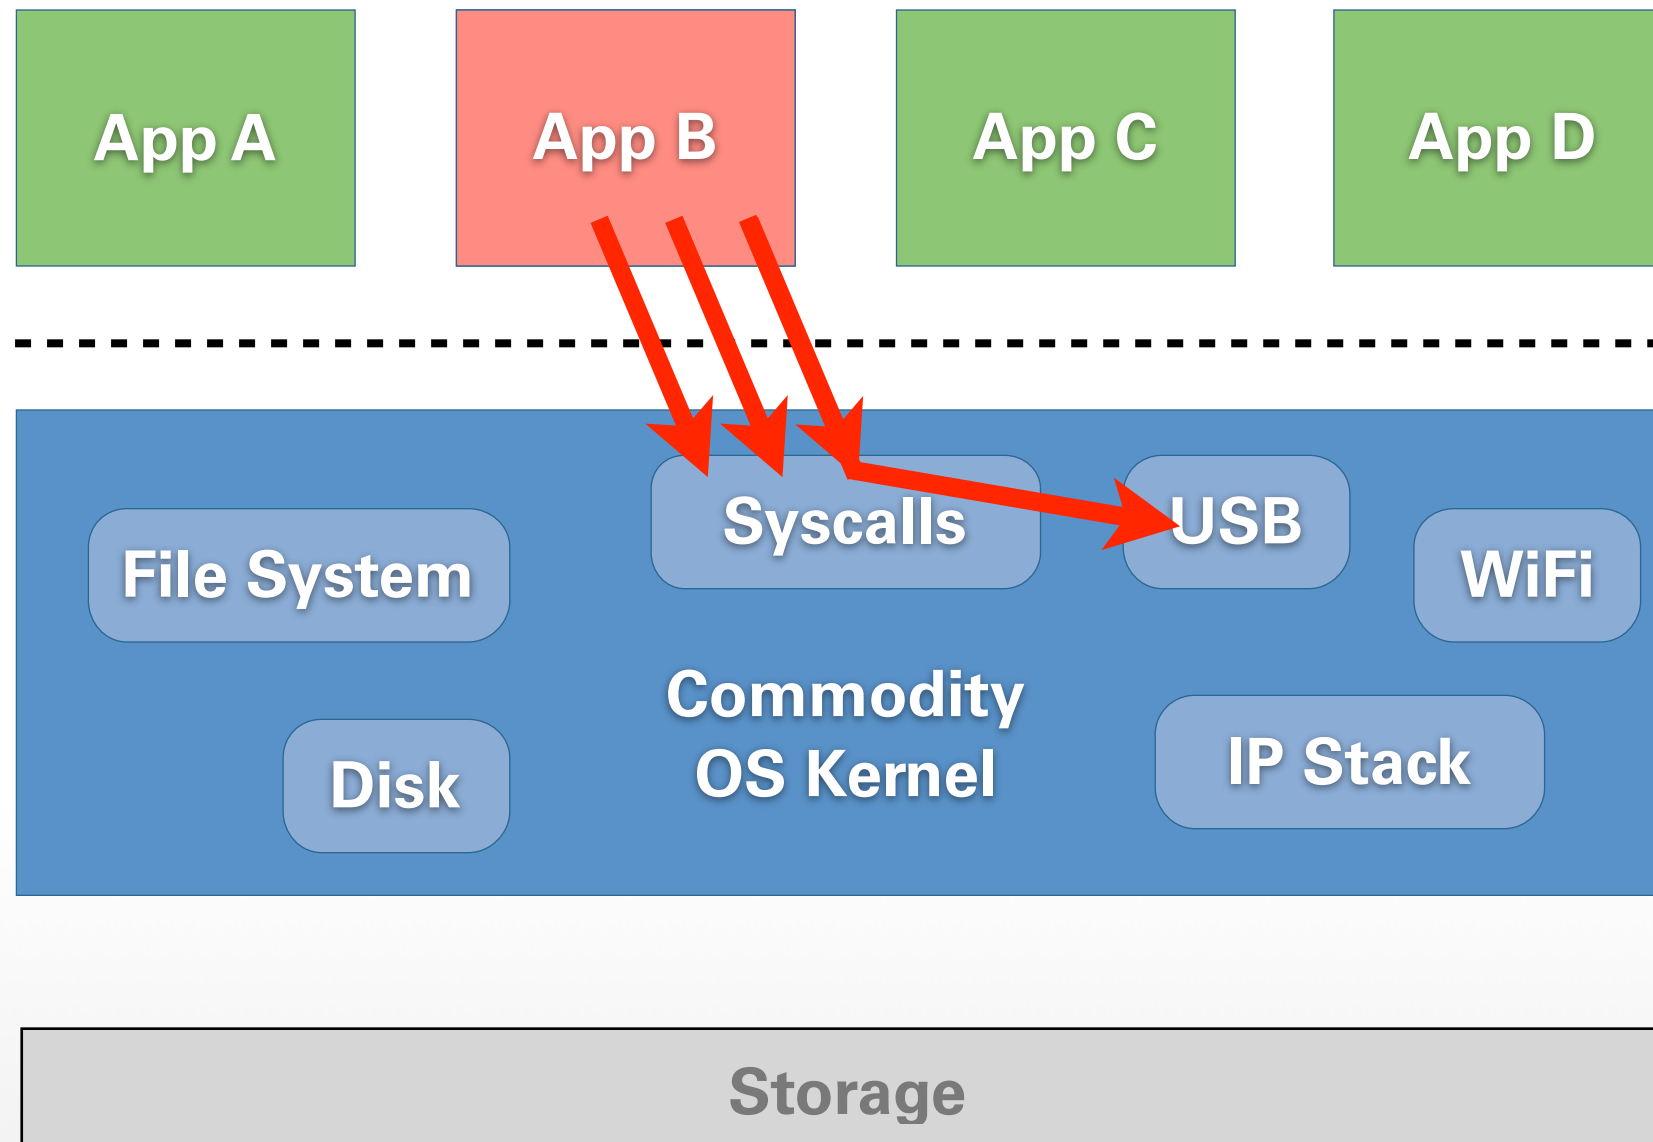 App A
App B
App C
App D
Syscalls
USB
File System
WiFi
Commodity
OS Kernel
IP Stack
Disk
Storage